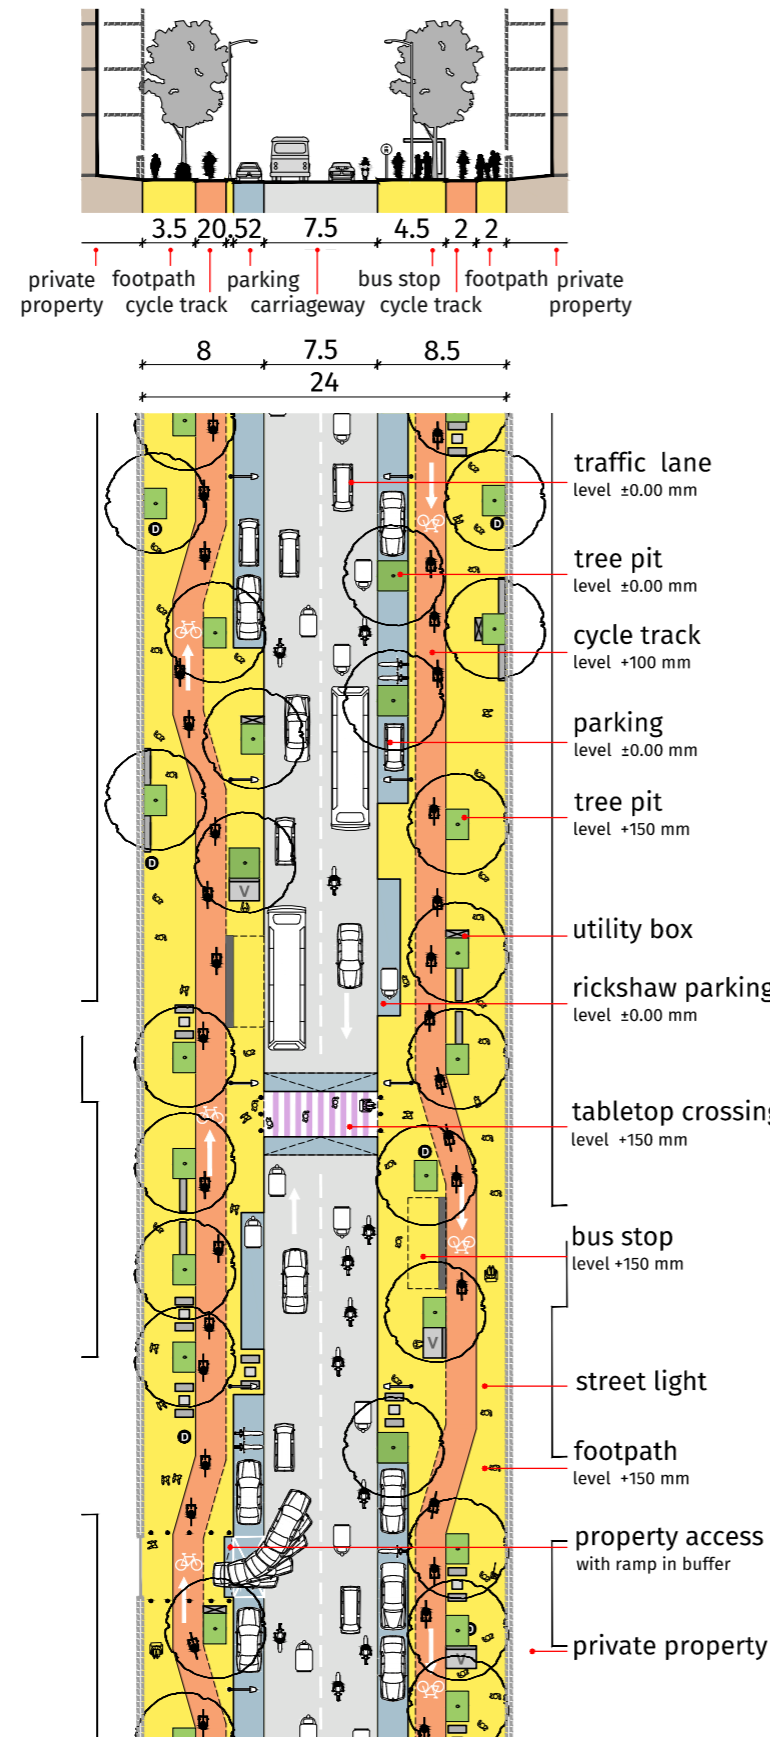 3.5 2 0.5 2 7.5 4.5 2 2
private property
footpath
cycle track
parking
carriageway
bus stop
cycle track
footpath
private property
8 7.5 8.5
24
traffic lane
level ±0.00 mm
tree pit
level ±0.00 mm
cycle track
level +100 mm
parking
level ±0.00 mm
tree pit
level +150 mm
utility box
rickshaw parking
level ±0.00 mm
tabletop crossing
level +150 mm
bus stop
level +150 mm
street light
footpath
level +150 mm
property access
with ramp in buffer
private property
D
D
D
V
D
V
D
D
V